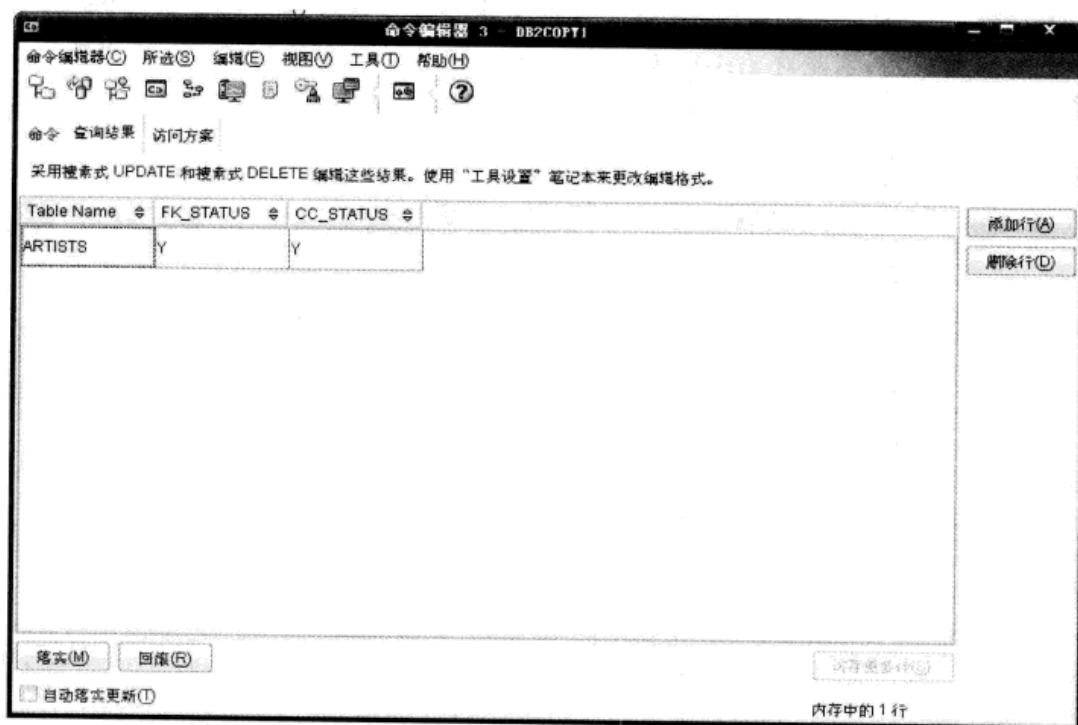 命令编辑器 3 - DB2COPY1
命令编辑器(C) 所选(S) 编辑(E) 视图(V) 工具(T) 帮助(H)
命令 查询结果 访问方案
采用搜索式 UPDATE 和搜索式 DELETE 编辑这些结果。使用“工具设置”笔记本来更改编辑格式。
Table Name FK_STATUS CC_STATUS
ARTISTS Y Y
添加行(A)
删除行(D)
落实(M) 回滚(R)
自动落实更新(T)
内存中的 1 行